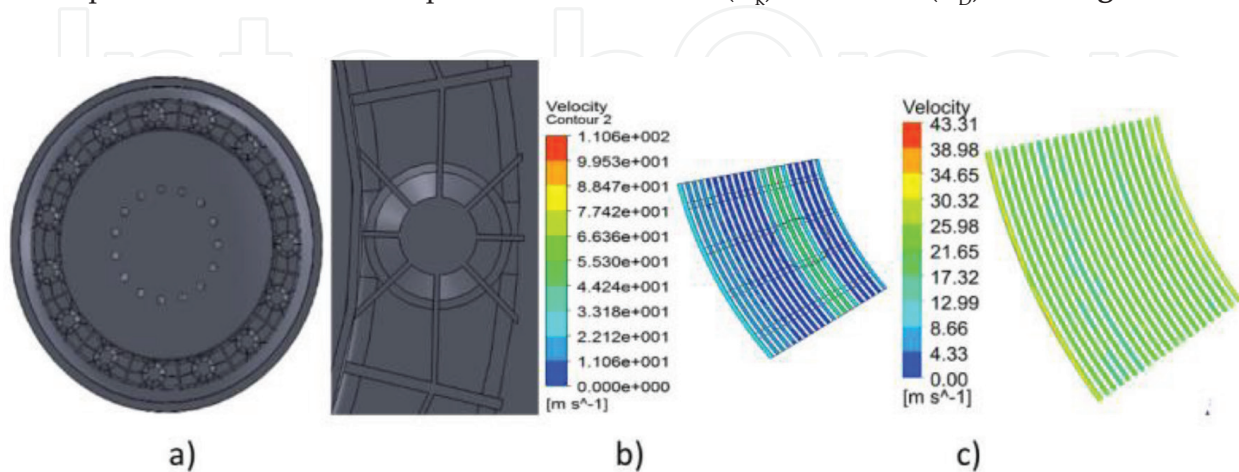 Velocity
Contour 2
1.106e+002
9.953e+001
8.847e+001
7.742e+001
6.636e+001
5.530e+001
4.424e+001
3.318e+001
2.212e+001
1.106e+001
0.000e+000
[m s^-1]
Velocity
43.31
38.98
34.65
30.32
25.98
21.65
17.32
12.99
8.66
4.33
0.00
[m s^-1]
a)
b)
c)